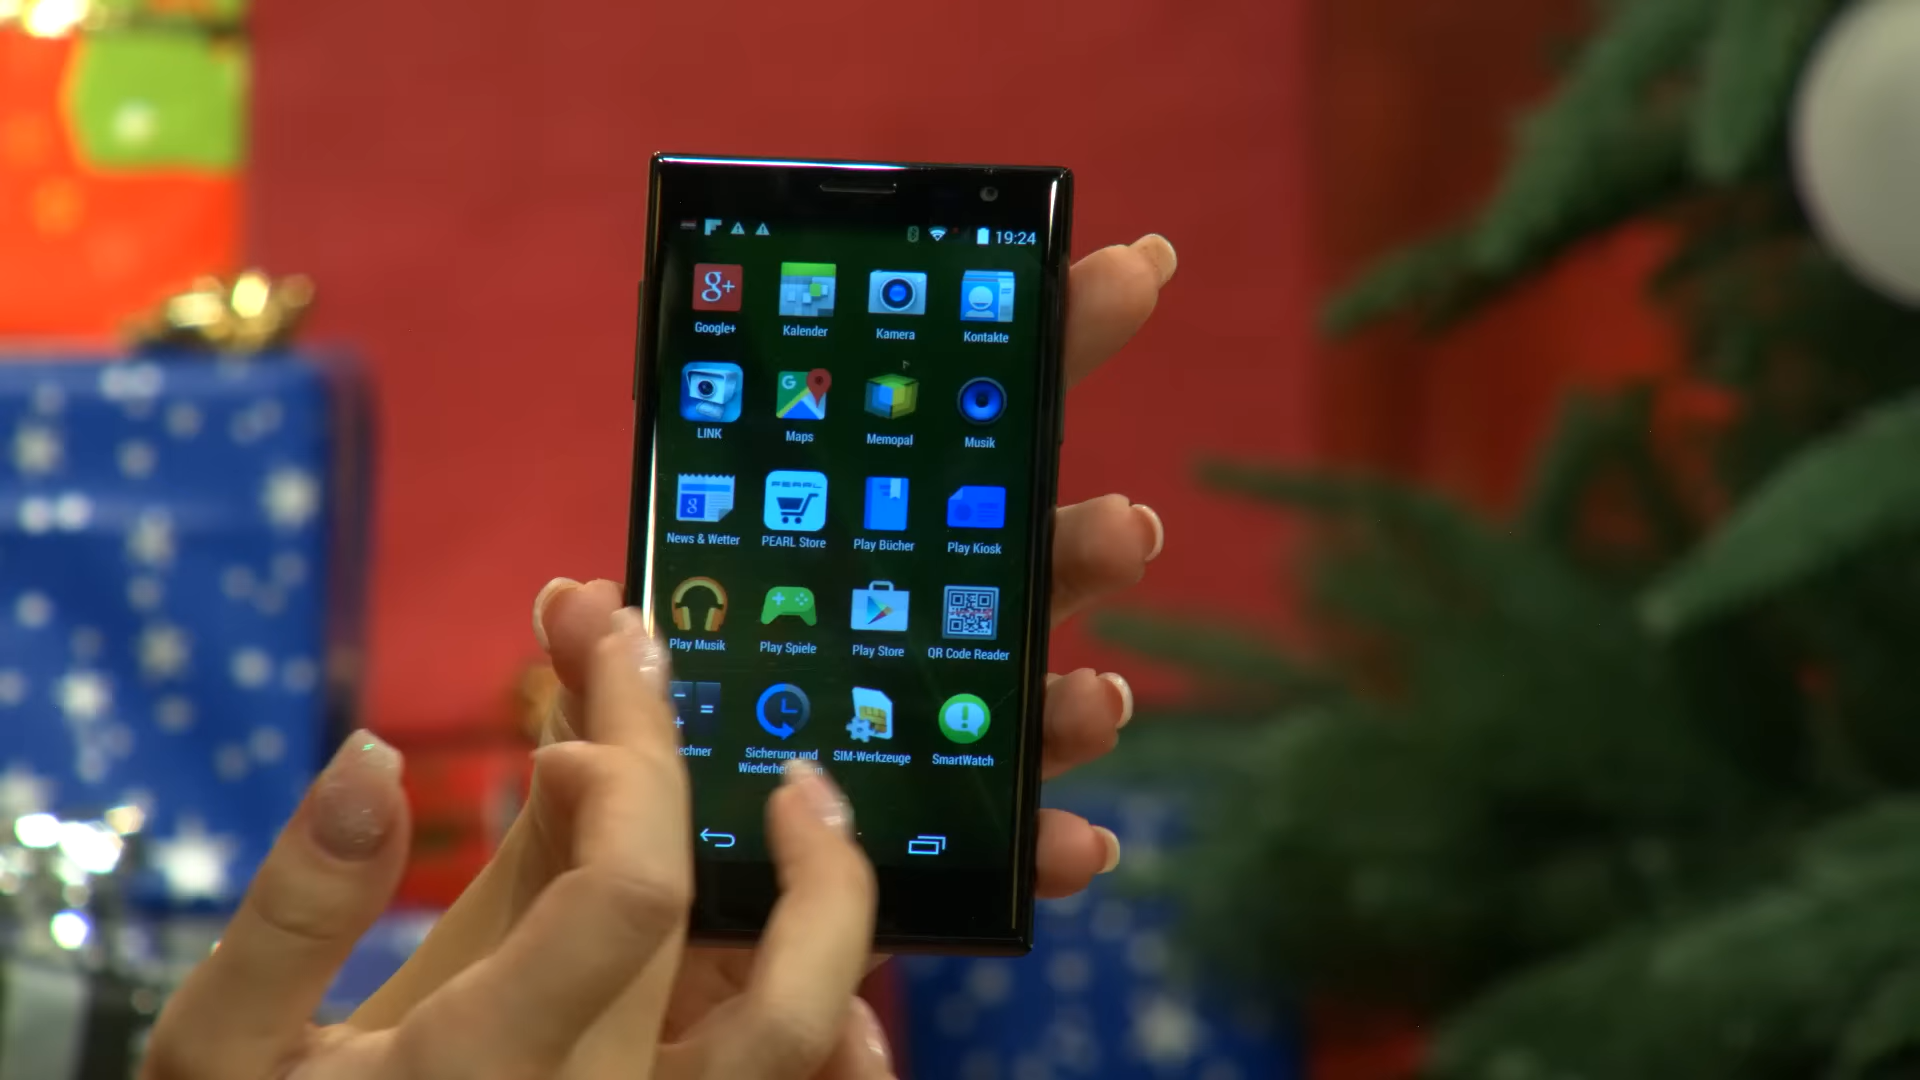 19:24
g+
Google+
Kalender
Kamera
Kontakte
G
LINK
Maps
Memopal
Musik
g
PEARL
News & Wetter
PEARL Store
Play Bücher
Play Kiosk
Play Musik
Play Spiele
Play Store
QR Code Reader
Sicherung und
SIM-Werkzeuge
SmartWatch